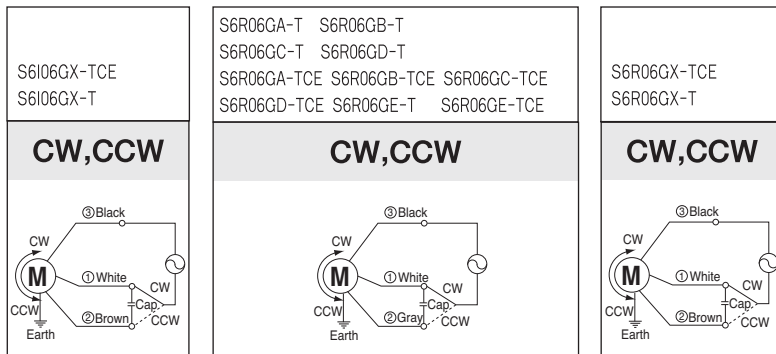 S6I06GX-TCE
S6I06GX-T
CW,CCW
③Black
CW
M
①White
CW
Cap.
CCW
②Brown
CCW
Earth
S6R06GA-T S6R06GB-T
S6R06GC-T S6R06GD-T
S6R06GA-TCE S6R06GB-TCE S6R06GC-TCE
S6R06GD-TCE S6R06GE-T S6R06GE-TCE
CW,CCW
③Black
CW
M
①White
CW
Cap.
CCW
②Gray
CCW
Earth
S6R06GX-TCE
S6R06GX-T
CW,CCW
③Black
CW
M
①White
CW
Cap.
CCW
②Brown
CCW
Earth